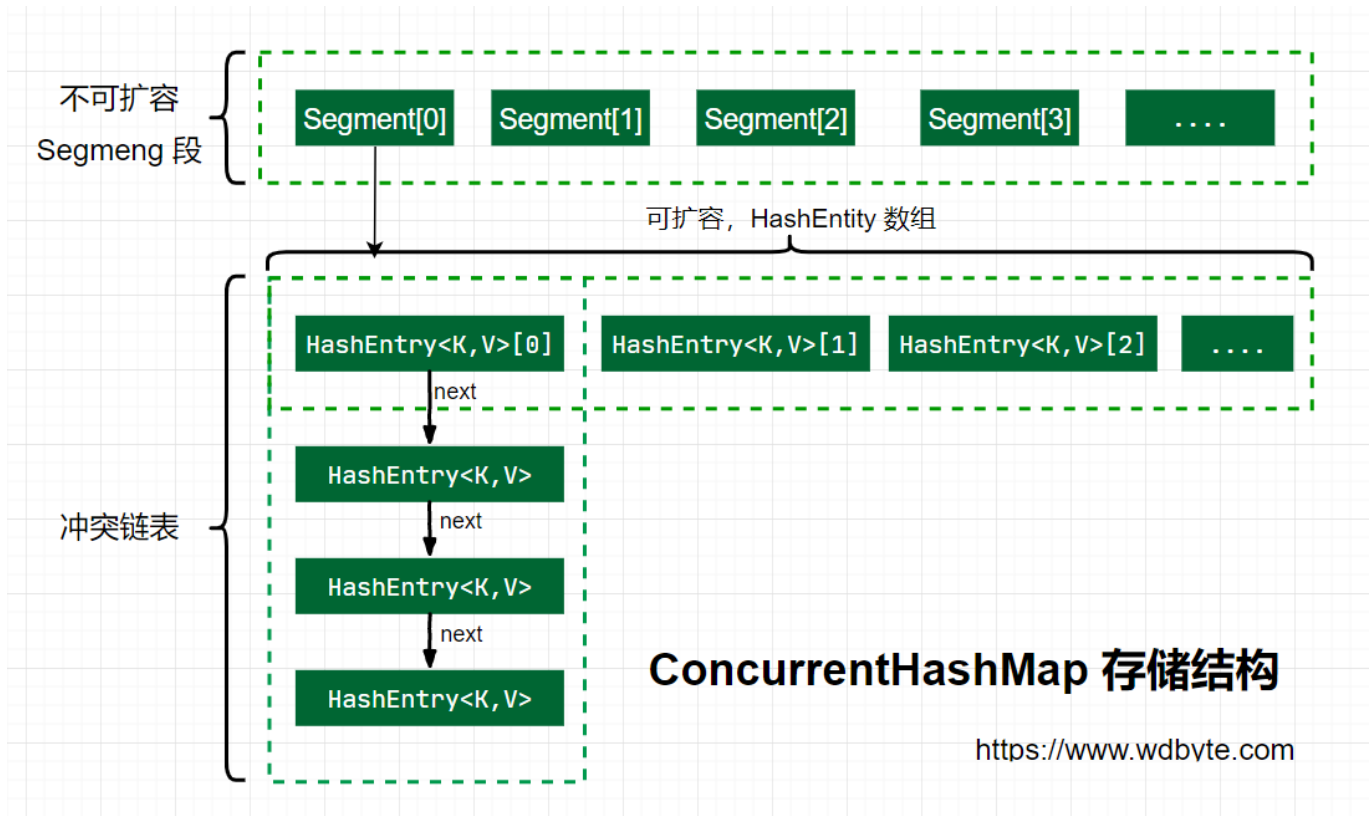 不可扩容
Segmeng 段
Segment[0]
Segment[1]
Segment[2]
Segment[3]
....
可扩容，HashEntity 数组
HashEntry<K,V>[0]
HashEntry<K,V>[1]
HashEntry<K,V>[2]
....
next
HashEntry<K,V>
next
冲突链表
HashEntry<K,V>
next
HashEntry<K,V>
ConcurrentHashMap 存储结构
https://www.wdbyte.com